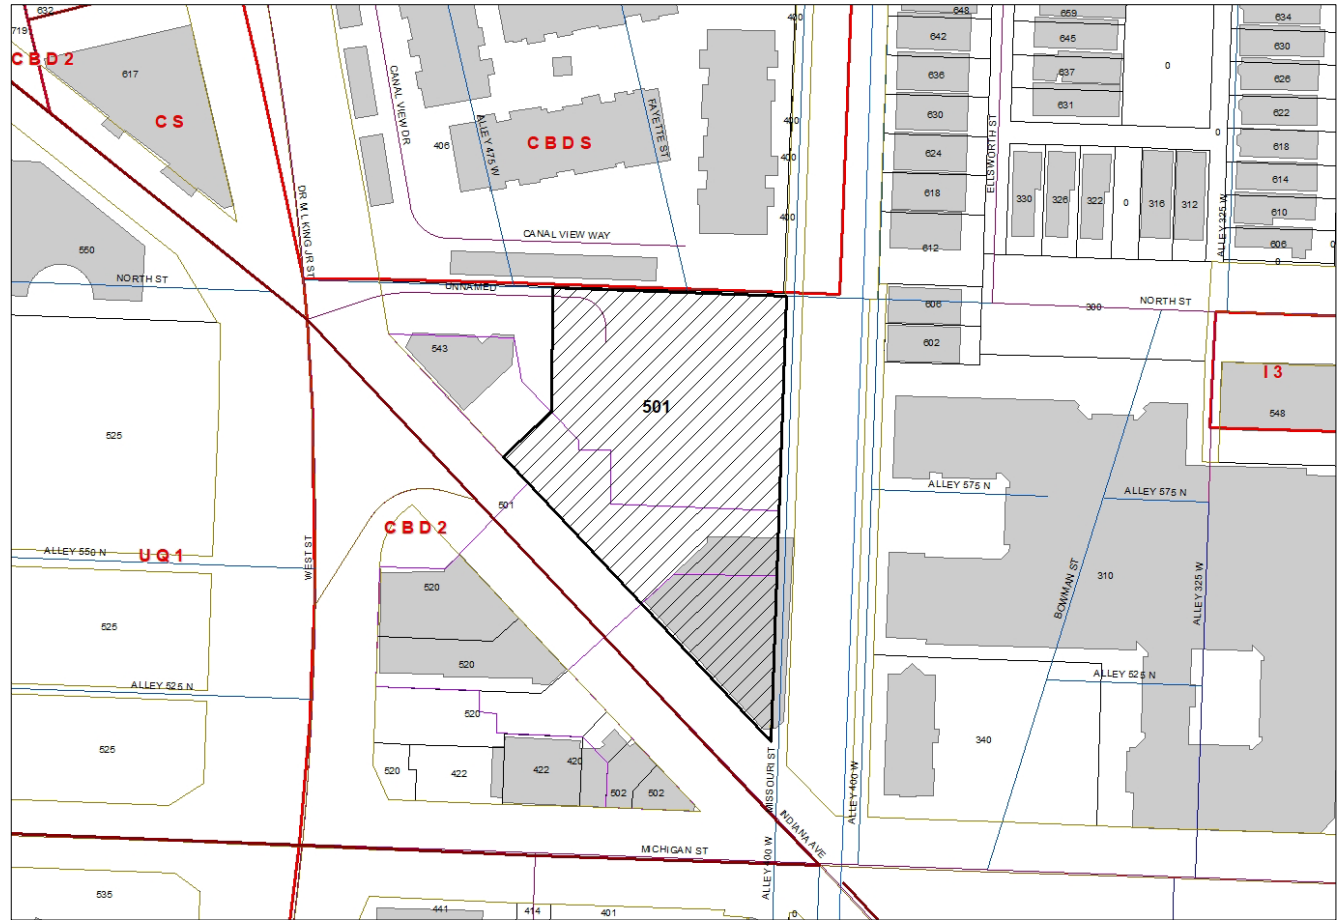 632
719
CBD2
617
CS
CANAL VIEW DR
406
ALLEY 475 W
CBDS
FAYETTE ST
400
400
400
400
648
642
636
630
624
618
612
ELLSWORTH ST
659
645
637
631
0
634
630
626
622
0
618
614
610
606
0
0
330
326
322
0
316
312
ALLEY 325 W
DR M L KING JR ST
CANAL VIEW WAY
550
NORTH ST
UNNAMED
606
602
300
NORTH ST
I3
548
543
501
525
501
CBD2
ALLEY 550 N
UQ1
WEST ST
ALLEY 575 N
ALLEY 575 N
BOWMAN ST
310
ALLEY 325 W
520
525
520
ALLEY 525 N
ALLEY 525 N
520
525
520
422
422
420
502
502
340
MISSOURI ST
ALLEY 400 W
INDIANA AVE
MICHIGAN ST
ALLEY 400 W
535
441
414
401
0